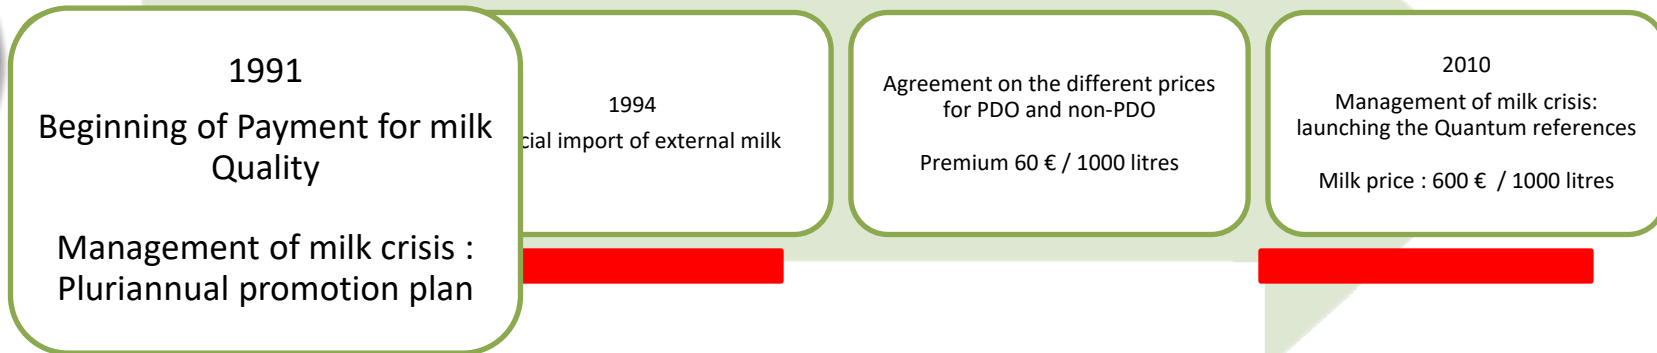 1991
Beginning of Payment for milk
Quality
Management of milk crisis :
Pluriannual promotion plan
1994
import of external milk
Agreement on the different prices
for PDO and non-PDO
Premium 60 € / 1000 litres
2010
Management of milk crisis:
launching the Quantum references
Milk price : 600 € / 1000 litres